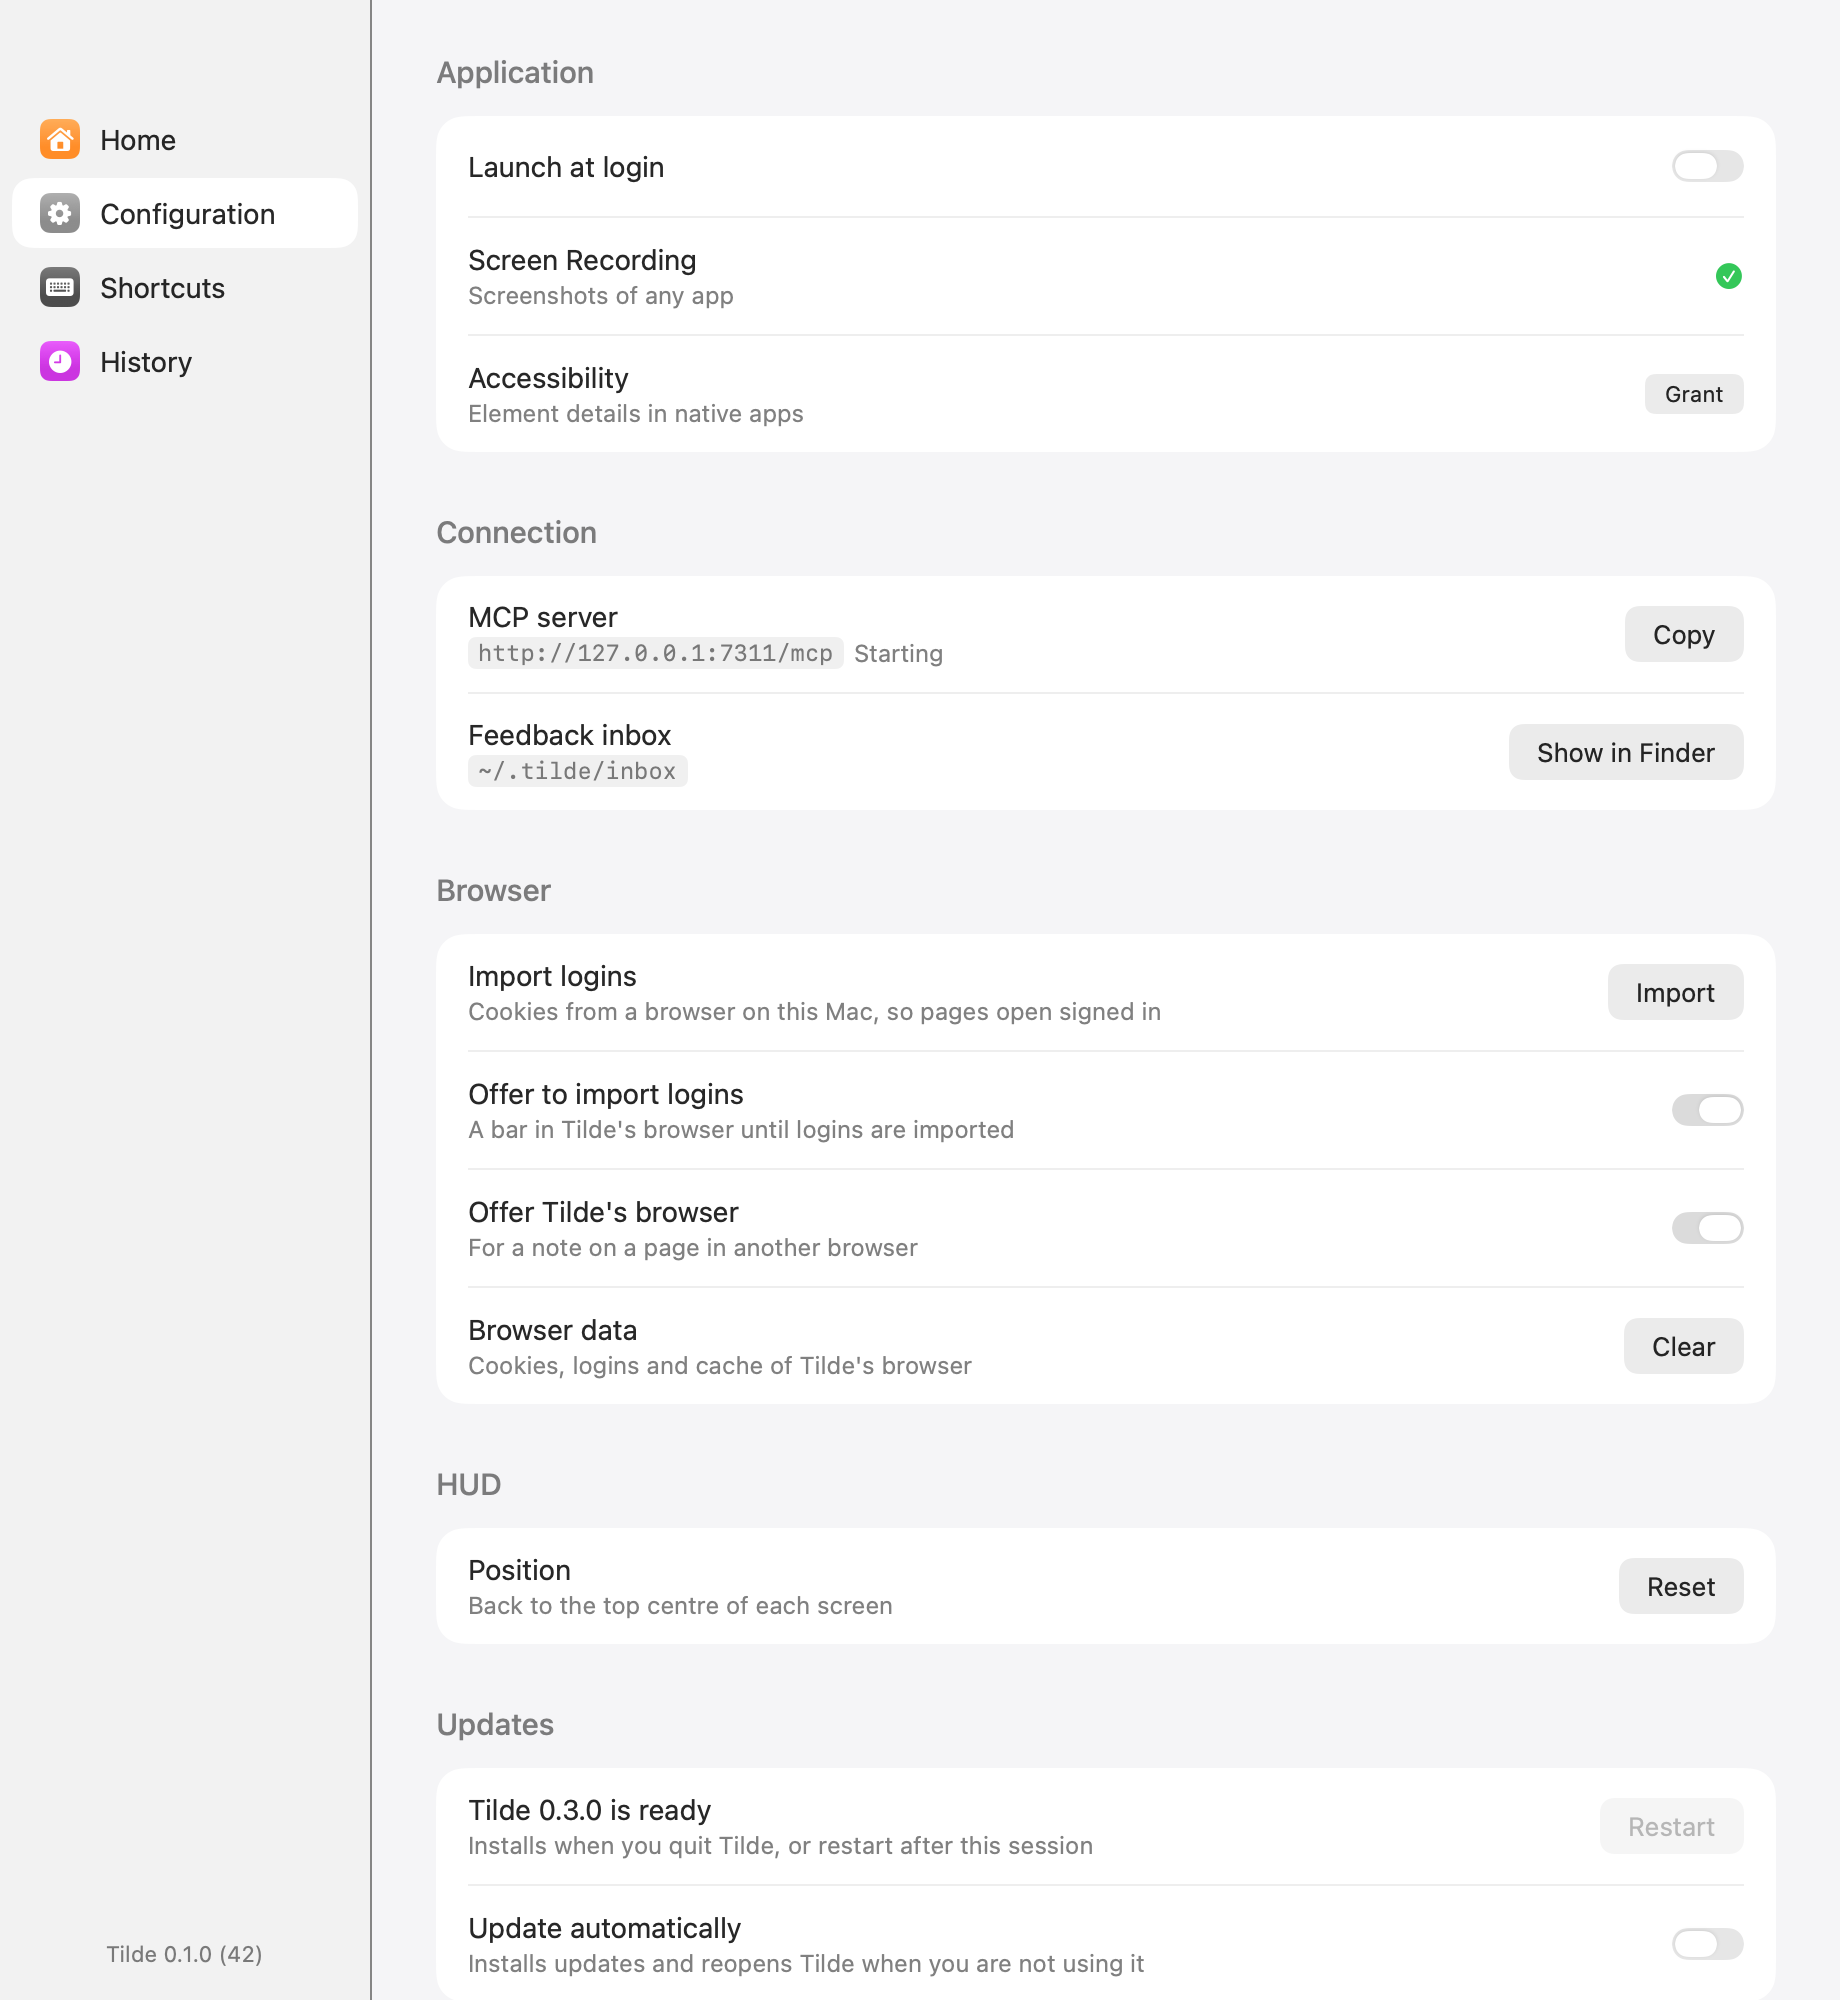 Home
Configuration
Shortcuts
History
Tilde 0.1.0 (42)
Application
Launch at login
Screen Recording
Screenshots of any app
Accessibility
Element details in native apps
Grant
Connection
MCP server
http://127.0.0.1:7311/mcp Starting
Copy
Feedback inbox
~/.tilde/inbox
Show in Finder
Browser
Import logins
Cookies from a browser on this Mac, so pages open signed in
Import
Offer to import logins
A bar in Tilde's browser until logins are imported
Offer Tilde's browser
For a note on a page in another browser
Browser data
Cookies, logins and cache of Tilde's browser
Clear
HUD
Position
Back to the top centre of each screen
Reset
Updates
Tilde 0.3.0 is ready
Installs when you quit Tilde, or restart after this session
Restart
Update automatically
Installs updates and reopens Tilde when you are not using it